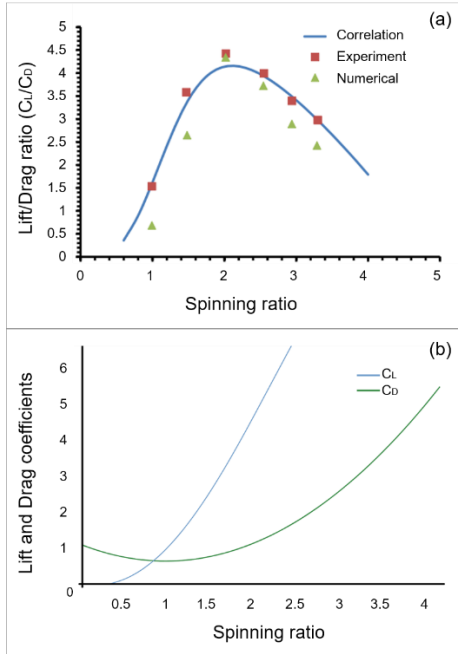 (a)
Lift/Drag ratio (CL/CD)
5
4.5
4
3.5
3
2.5
2
1.5
1
0.5
0
Correlation
Experiment
Numerical
0 1 2 3 4 5
Spinning ratio
(b)
Lift and Drag coefficients
6
5
4
3
2
1
0
CL
CD
0.5 1 1.5 2 2.5 3 3.5 4
Spinning ratio